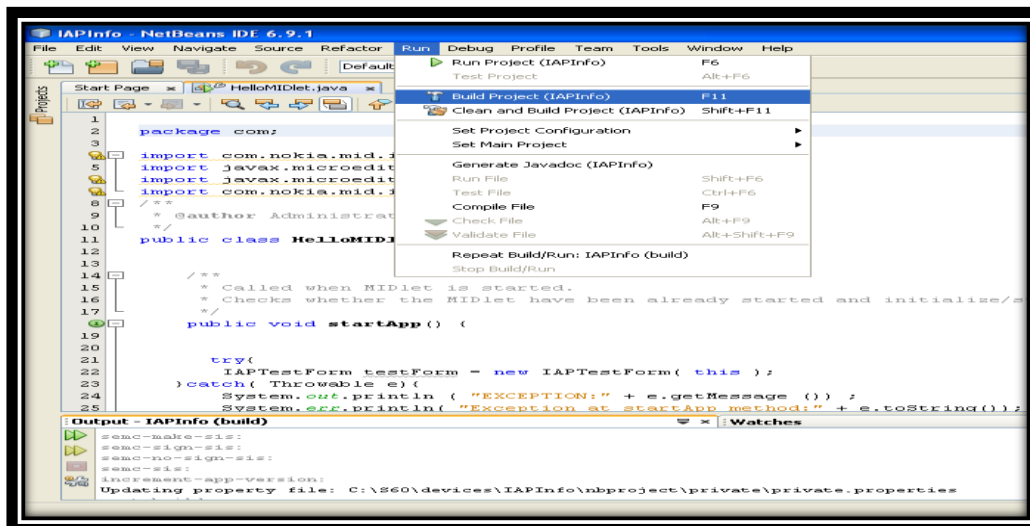 IAPInfo - NetBeans IDE 6.9.1
File Edit View Navigate Source Refactor Run Debug Profile Team Tools Window Help
Default
Run Project (IAPInfo) F6
Test Project Alt+F6
Build Project (IAPInfo) F11
Clean and Build Project (IAPInfo) Shift+F11
Set Project Configuration
Set Main Project
Generate Javadoc (IAPInfo)
Run File Shift+F6
Test File Ctrl+F6
Compile File F9
Check File Alt+F9
Validate File Alt+Shift+F9
Repeat Build/Run: IAPInfo (build)
Stop Build/Run
Projects
Start Page HelloMIDlet.java
1
2 package com;
3
import com.nokia.mid.i
5 import javax.microedit
import javax.microedit
import com.nokia.mid.i
8 /**
9 * @author Administrat
10 */
11 public class HelloMIDl
12
13
14 /**
15 * Called when MIDlet is started.
16 * Checks whether the MIDlet have been already started and initialize/s
17 */
public void startApp() {
19
20
21 try{
22 IAPTestForm testForm = new IAPTestForm( this );
23 }catch( Throwable e){
24 System.out.println ( "EXCEPTION:" + e.getMessage ()) ;
25 System.err.println( "Exception at startApp method:" + e.toString());
Output - IAPInfo (build) Watches
semc-make-sis:
semc-sign-sis:
semc-no-sign-sis:
semc-sis:
increment-app-version:
Updating property file: C:\S60\devices\IAPInfo\nbproject\private\private.properties